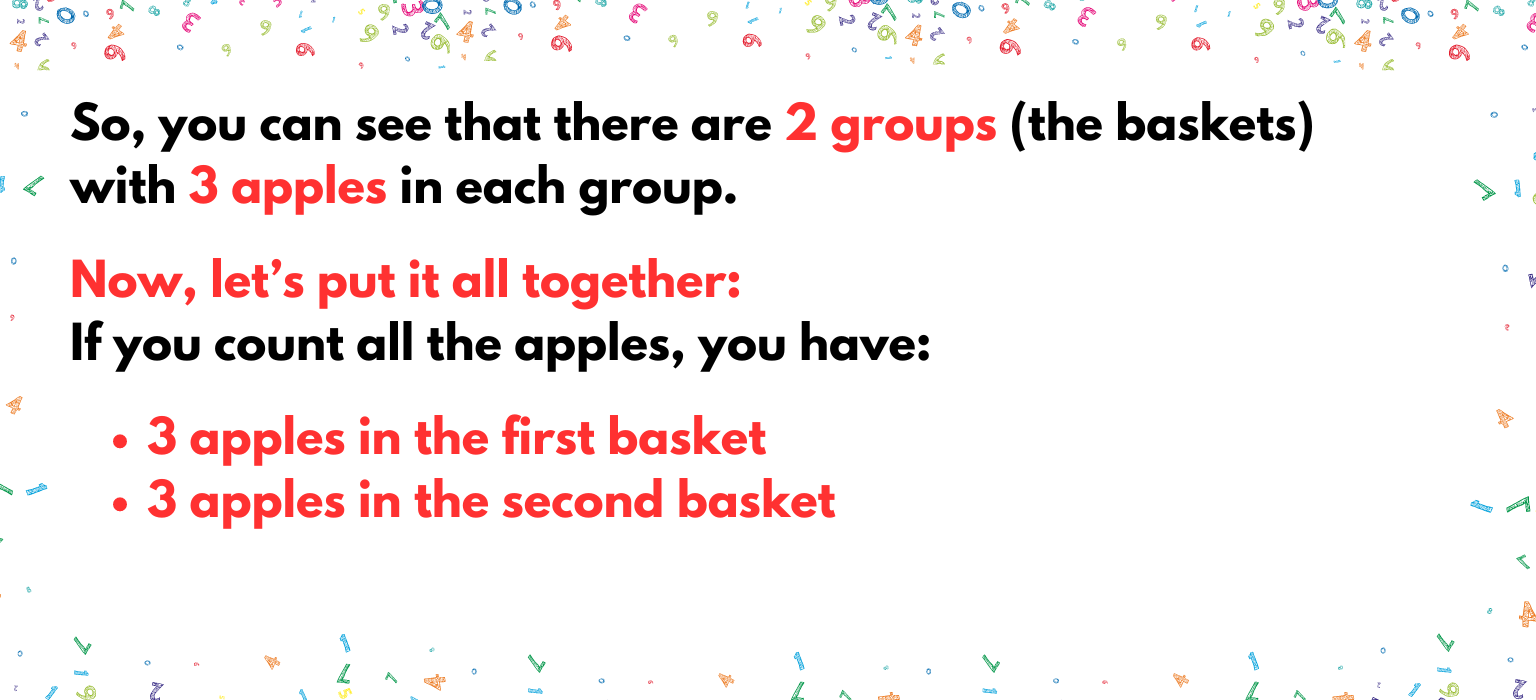 So, you can see that there are 2 groups (the baskets)
with 3 apples in each group.
Now, let’s put it all together:
If you count all the apples, you have:
• 3 apples in the first basket
• 3 apples in the second basket